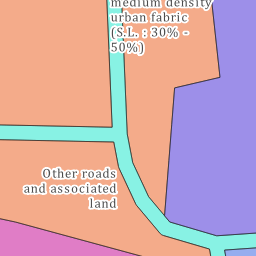 medium density
urban fabric
(S.L. : 30% -
50%)
Other roads
and associated
land